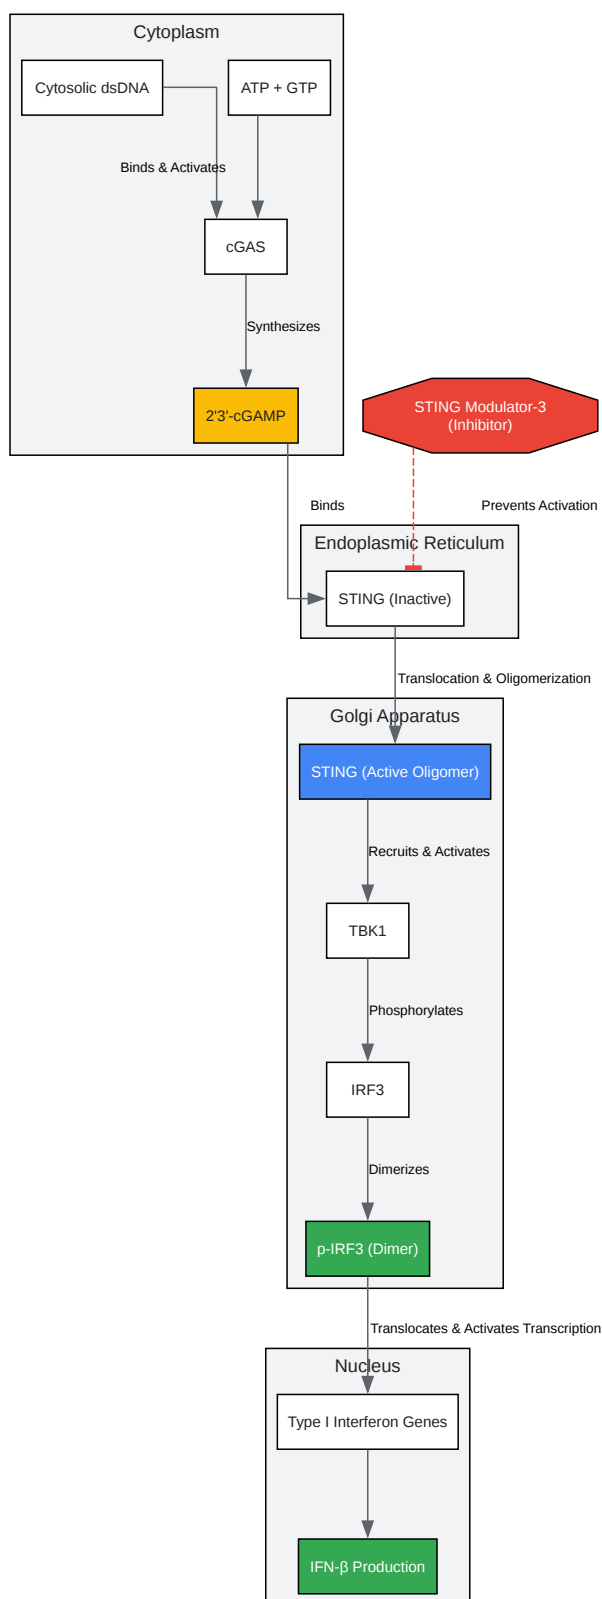 Cytoplasm
Cytosolic dsDNA
ATP + GTP
Binds & Activates
cGAS
Synthesizes
2'3'-cGAMP
STING Modulator-3
(Inhibitor)
Binds
Prevents Activation
Endoplasmic Reticulum
STING (Inactive)
Translocation & Oligomerization
Golgi Apparatus
STING (Active Oligomer)
Recruits & Activates
TBK1
Phosphorylates
IRF3
Dimerizes
p-IRF3 (Dimer)
Translocates & Activates Transcription
Nucleus
Type I Interferon Genes
IFN-β Production